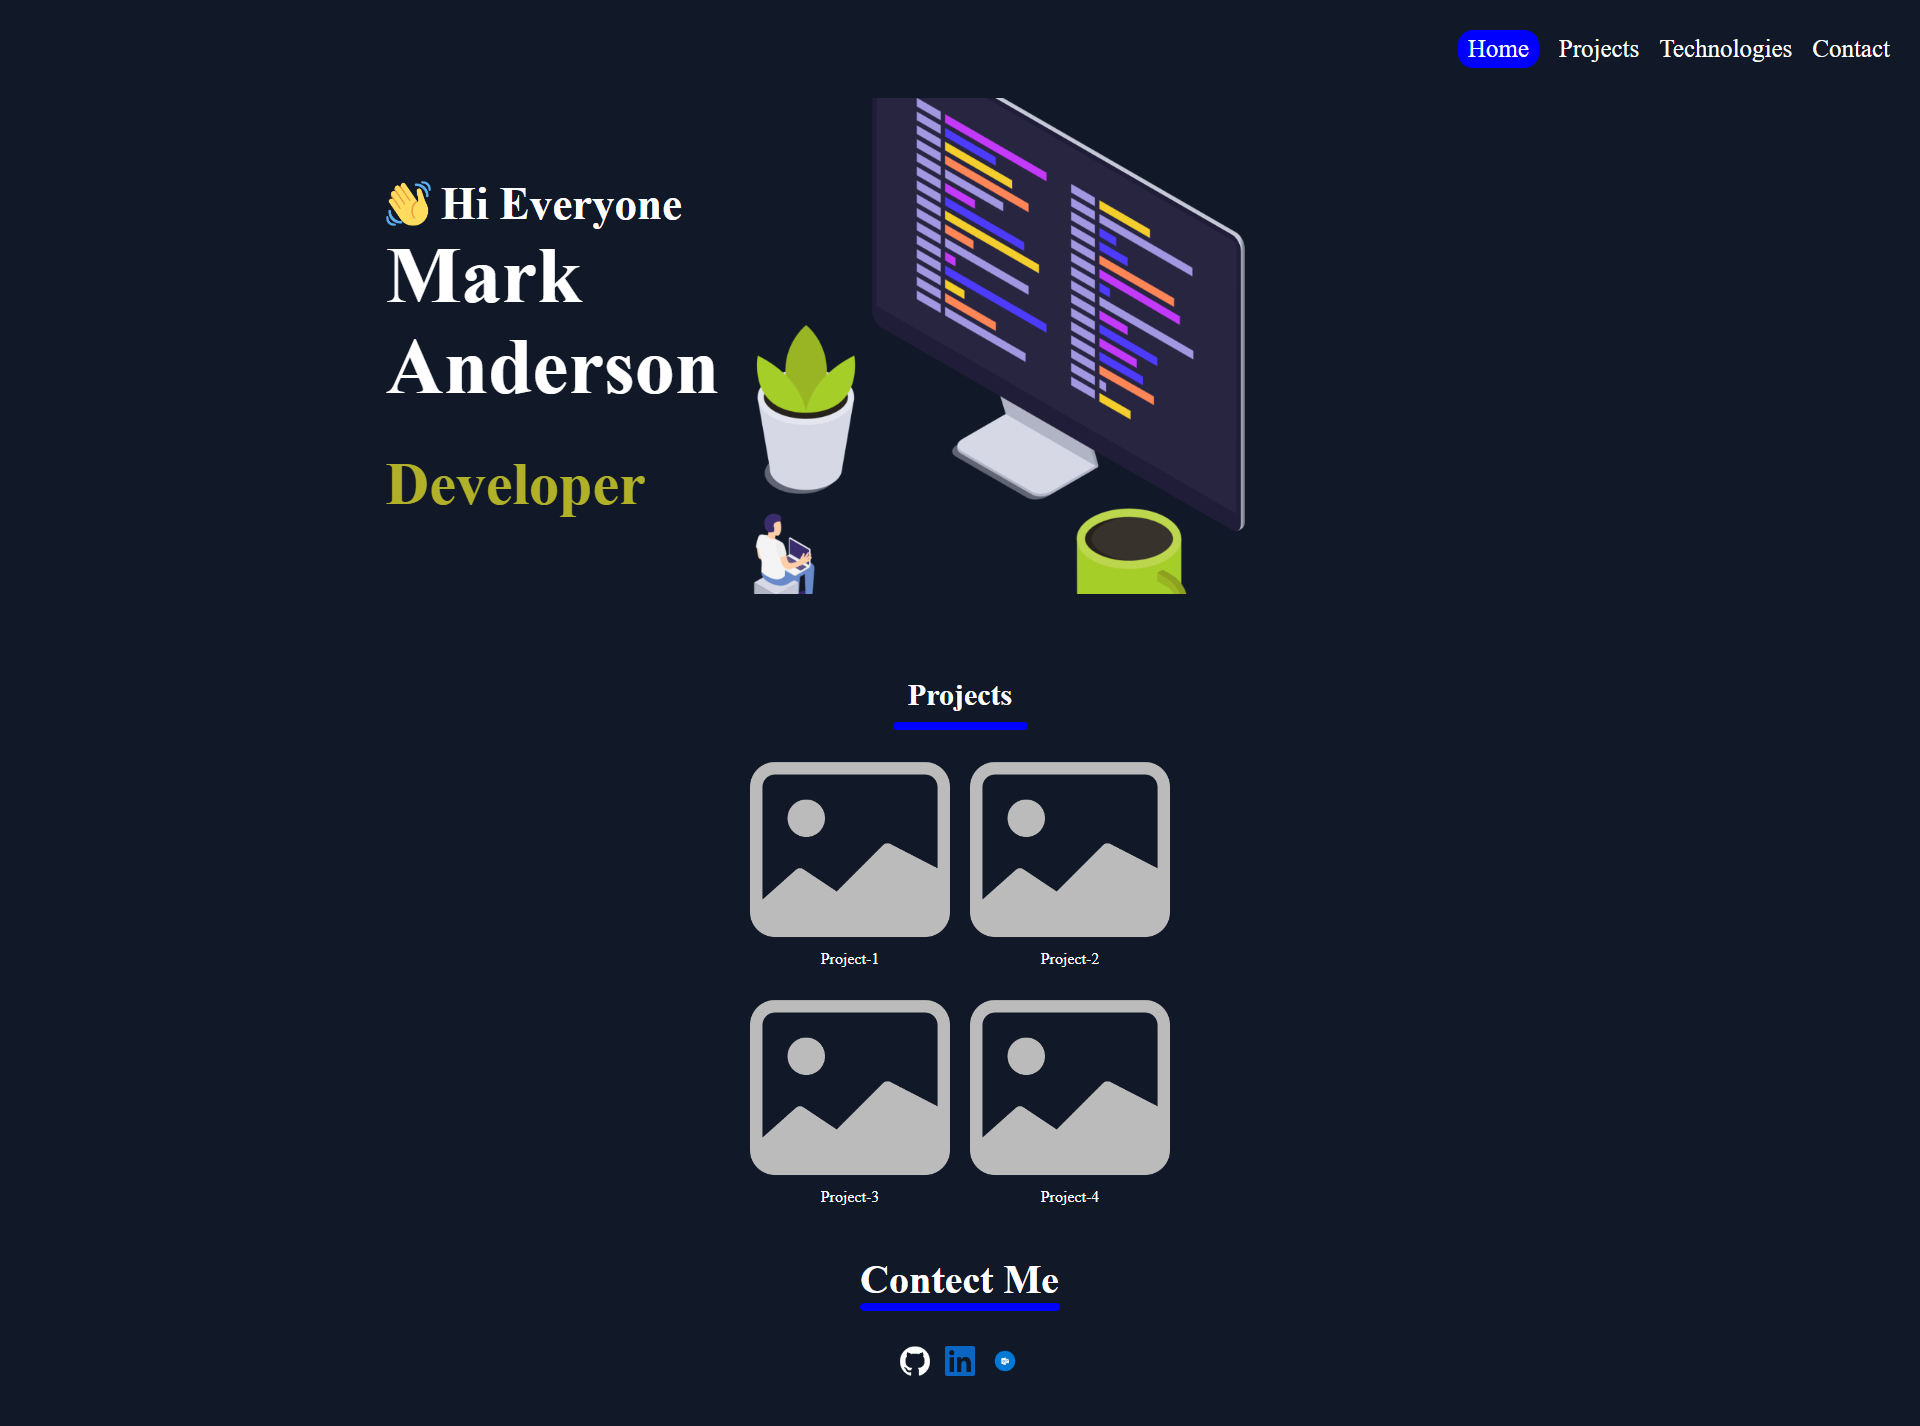 Home Projects Technologies Contact
👋 Hi Everyone
Mark
Anderson
Developer
Projects
Project-1 Project-2
Project-3 Project-4
Contect Me
in